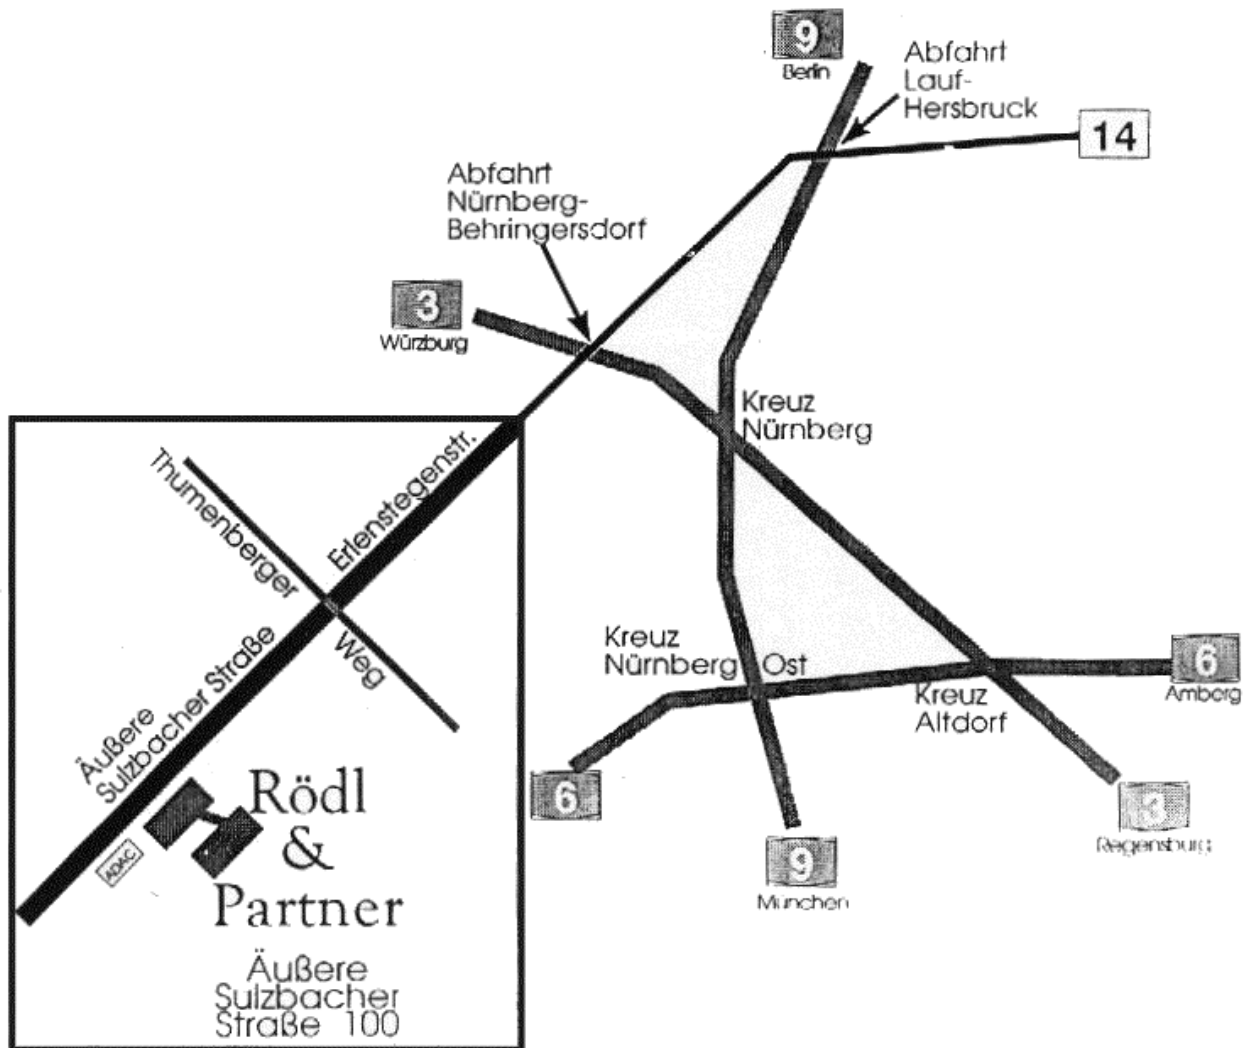 9
Berlin
Abfahrt
Lauf-
Hersbruck
14
Abfahrt
Nürnberg-
Behringersdorf
3
Würzburg
Kreuz
Nürnberg
Thumenberger
Weg
Erlenstegenstr.
Äußere
Sulzbacher Straße
Kreuz
Nürnberg Ost
Kreuz
Altdorf
6
Amberg
6
9
München
3
Regensburg
ADAC
Rödl
&
Partner
Äußere
Sulzbacher
Straße 100